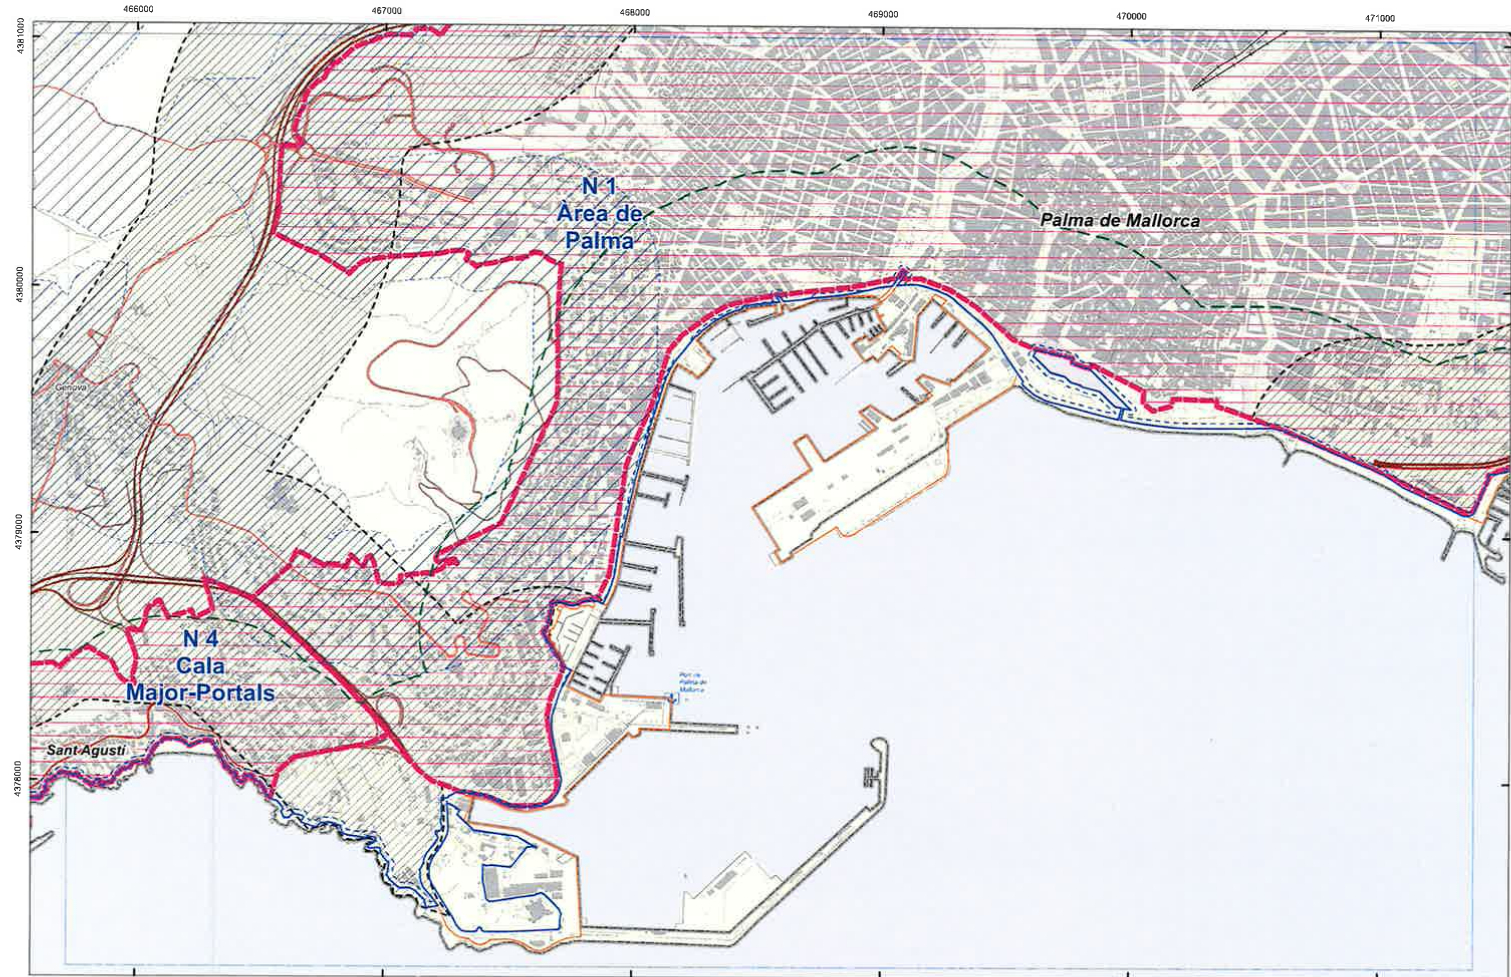 466000
467000
468000
469000
470000
471000
4381000
4380000
4379000
4378000
N 1
Àrea de
Palma
Palma de Mallorca
Genova
N 4
Cala
Major-Portals
Sant Agustí
Port de
Palma de
Mallorca